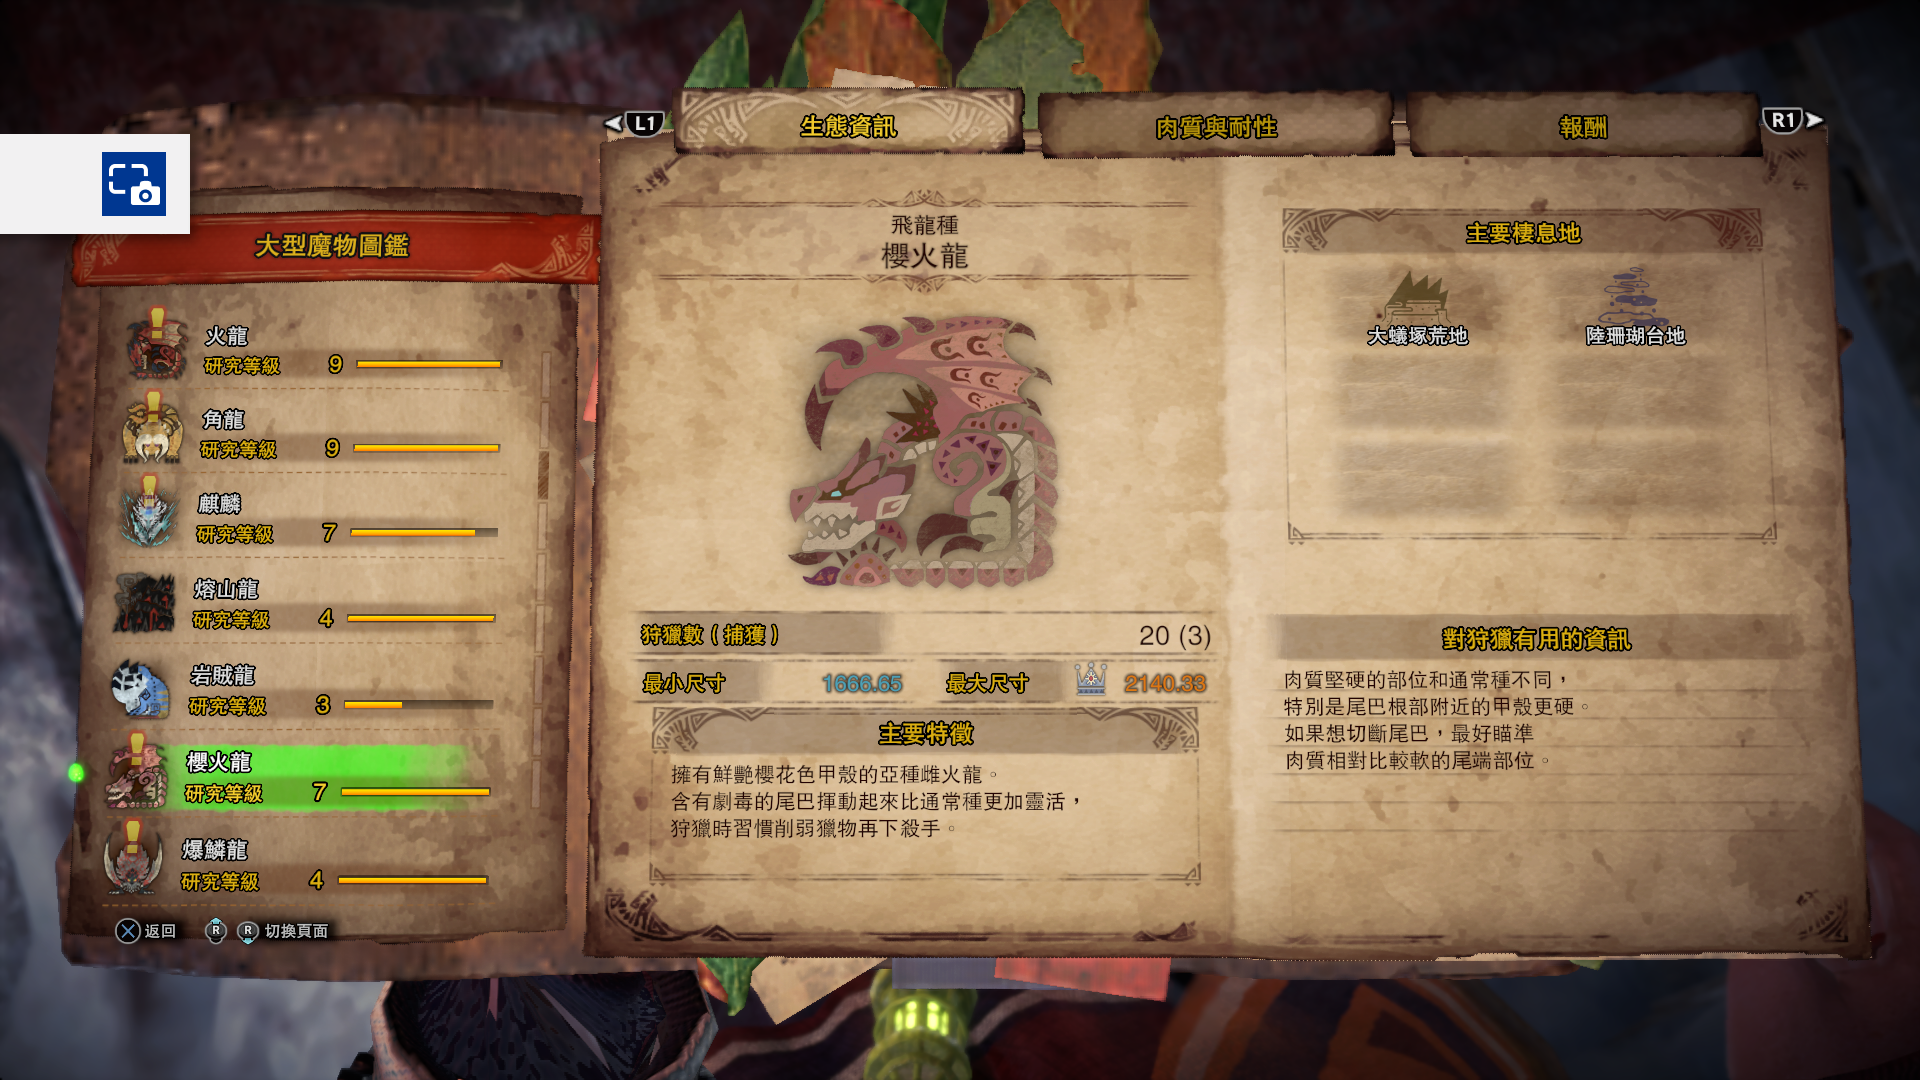 L1
生態資訊
肉質與耐性
報酬
R1
大型魔物圖鑑
火龍
研究等級 9
角龍
研究等級 9
麒麟
研究等級 7
熔山龍
研究等級 4
岩賊龍
研究等級 3
櫻火龍
研究等級 7
爆鱗龍
研究等級 4
返回 R R 切換頁面
飛龍種
櫻火龍
狩獵數(捕獲) 20 (3)
最小尺寸 1666.65 最大尺寸 2140.33
主要特徵
擁有鮮艷櫻花色甲殼的亞種雌火龍。
含有劇毒的尾巴揮動起來比通常種更加靈活,
狩獵時習慣削弱獵物再下殺手。
主要棲息地
大蟻塚荒地 陸珊瑚台地
對狩獵有用的資訊
肉質堅硬的部位和通常種不同,
特別是尾巴根部附近的甲殼更硬。
如果想切斷尾巴,最好瞄準
肉質相對比較軟的尾端部位。